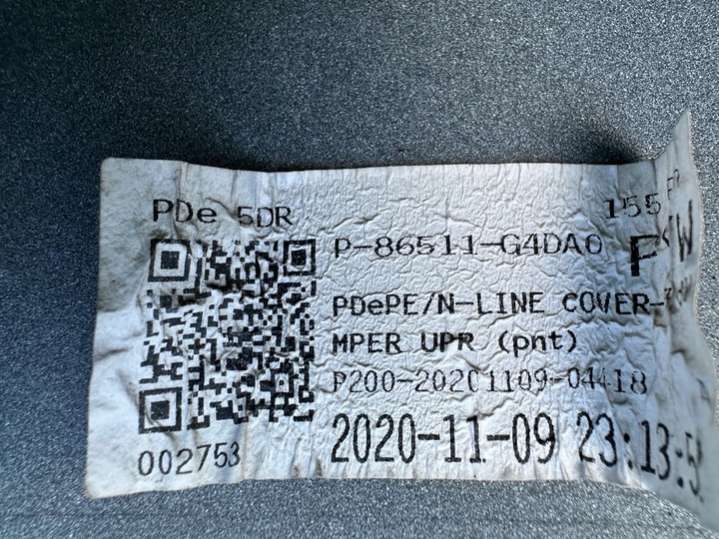 PDe 5DR
155
P-86511-G4DA0
PDePE/N-LINE COVER-
MPER UPR (pnt)
P200-20201109-04418
002753
2020-11-09 23:13:5